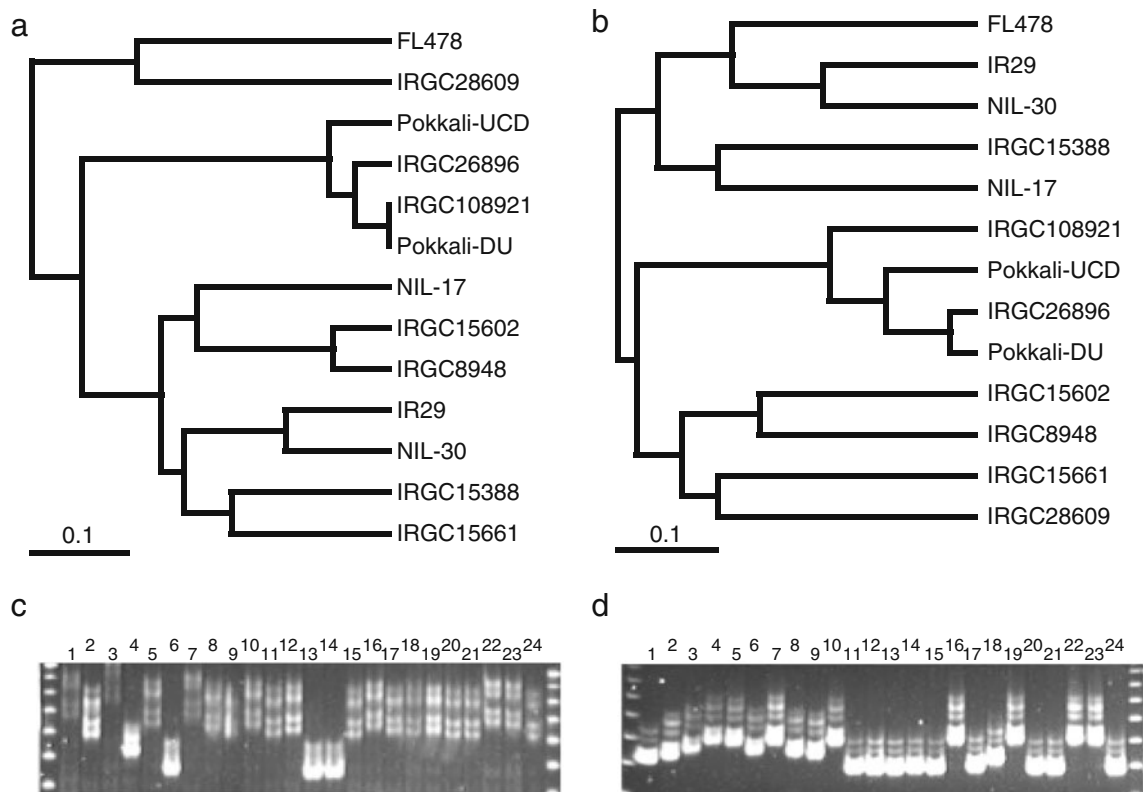 a
FL478
IRGC28609
Pokkali-UCD
IRGC26896
IRGC108921
Pokkali-DU
NIL-17
IRGC15602
IRGC8948
IR29
NIL-30
IRGC15388
IRGC15661
0.1
b
FL478
IR29
NIL-30
IRGC15388
NIL-17
IRGC108921
Pokkali-UCD
IRGC26896
Pokkali-DU
IRGC15602
IRGC8948
IRGC15661
IRGC28609
0.1
c
1 2 3 4 5 6 7 8 9 10 11 12 13 14 15 16 17 18 19 20 21 22 23 24
d
1 2 3 4 5 6 7 8 9 10 11 12 13 14 15 16 17 18 19 20 21 22 23 24